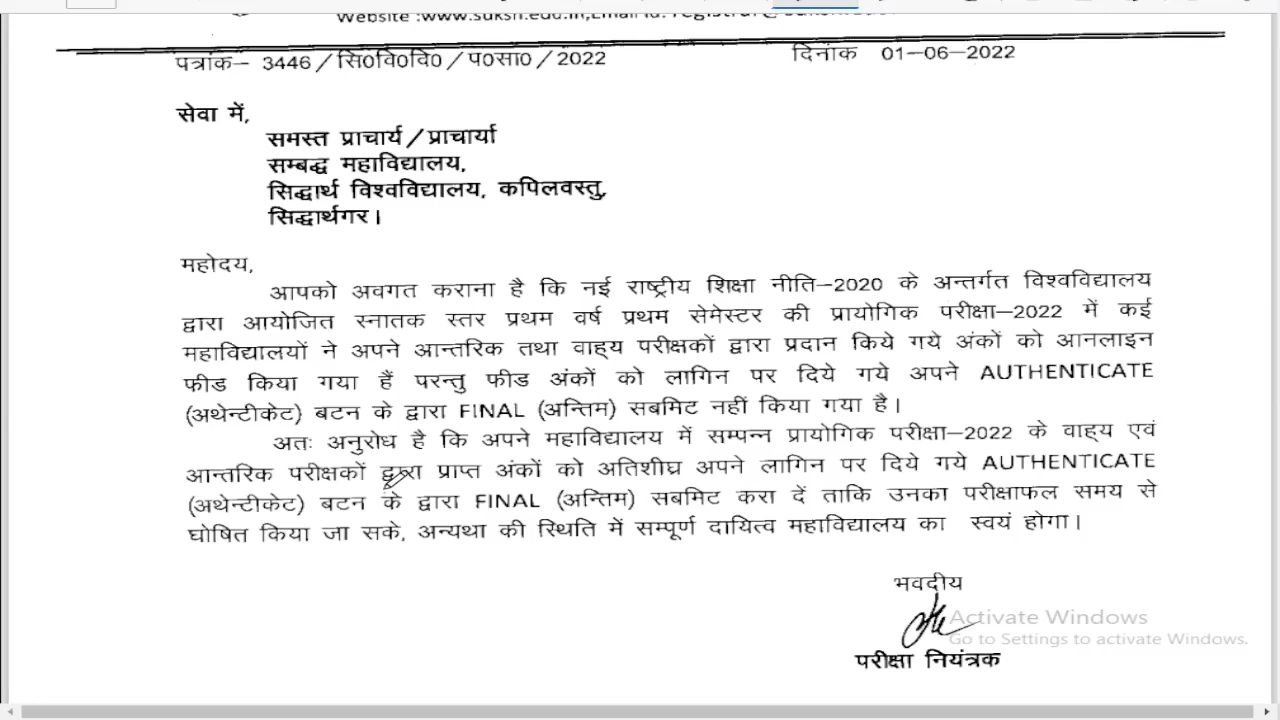 Website :www.suksn.edu.in,Email id:
पत्रांक– 3446/सि0वि0वि0/प0सा0/2022 दिनांक 01-06-2022
सेवा में,
समस्त प्राचार्य/प्राचार्या
सम्बद्ध महाविद्यालय,
सिद्धार्थ विश्वविद्यालय, कपिलवस्तु,
सिद्धार्थगर।
महोदय,
आपको अवगत कराना है कि नई राष्ट्रीय शिक्षा नीति–2020 के अन्तर्गत विश्वविद्यालय
द्वारा आयोजित स्नातक स्तर प्रथम वर्ष प्रथम सेमेस्टर की प्रायोगिक परीक्षा–2022 में कई
महाविद्यालयों ने अपने आन्तरिक तथा वाह्य परीक्षकों द्वारा प्रदान किये गये अंकों को आनलाइन
फीड किया गया हैं परन्तु फीड अंकों को लागिन पर दिये गये अपने AUTHENTICATE
(अथेन्टीकेट) बटन के द्वारा FINAL (अन्तिम) सबमिट नहीं किया गया है।
अतः अनुरोध है कि अपने महाविद्यालय में सम्पन्न प्रायोगिक परीक्षा–2022 के वाह्य एवं
आन्तरिक परीक्षकों द्वारा प्राप्त अंकों को अतिशीघ्र अपने लागिन पर दिये गये AUTHENTICATE
(अथेन्टीकेट) बटन के द्वारा FINAL (अन्तिम) सबमिट करा दें ताकि उनका परीक्षाफल समय से
घोषित किया जा सके, अन्यथा की स्थिति में सम्पूर्ण दायित्व महाविद्यालय का स्वयं होगा।
भवदीय
Activate Windows
Go to Settings to activate Windows.
परीक्षा नियंत्रक